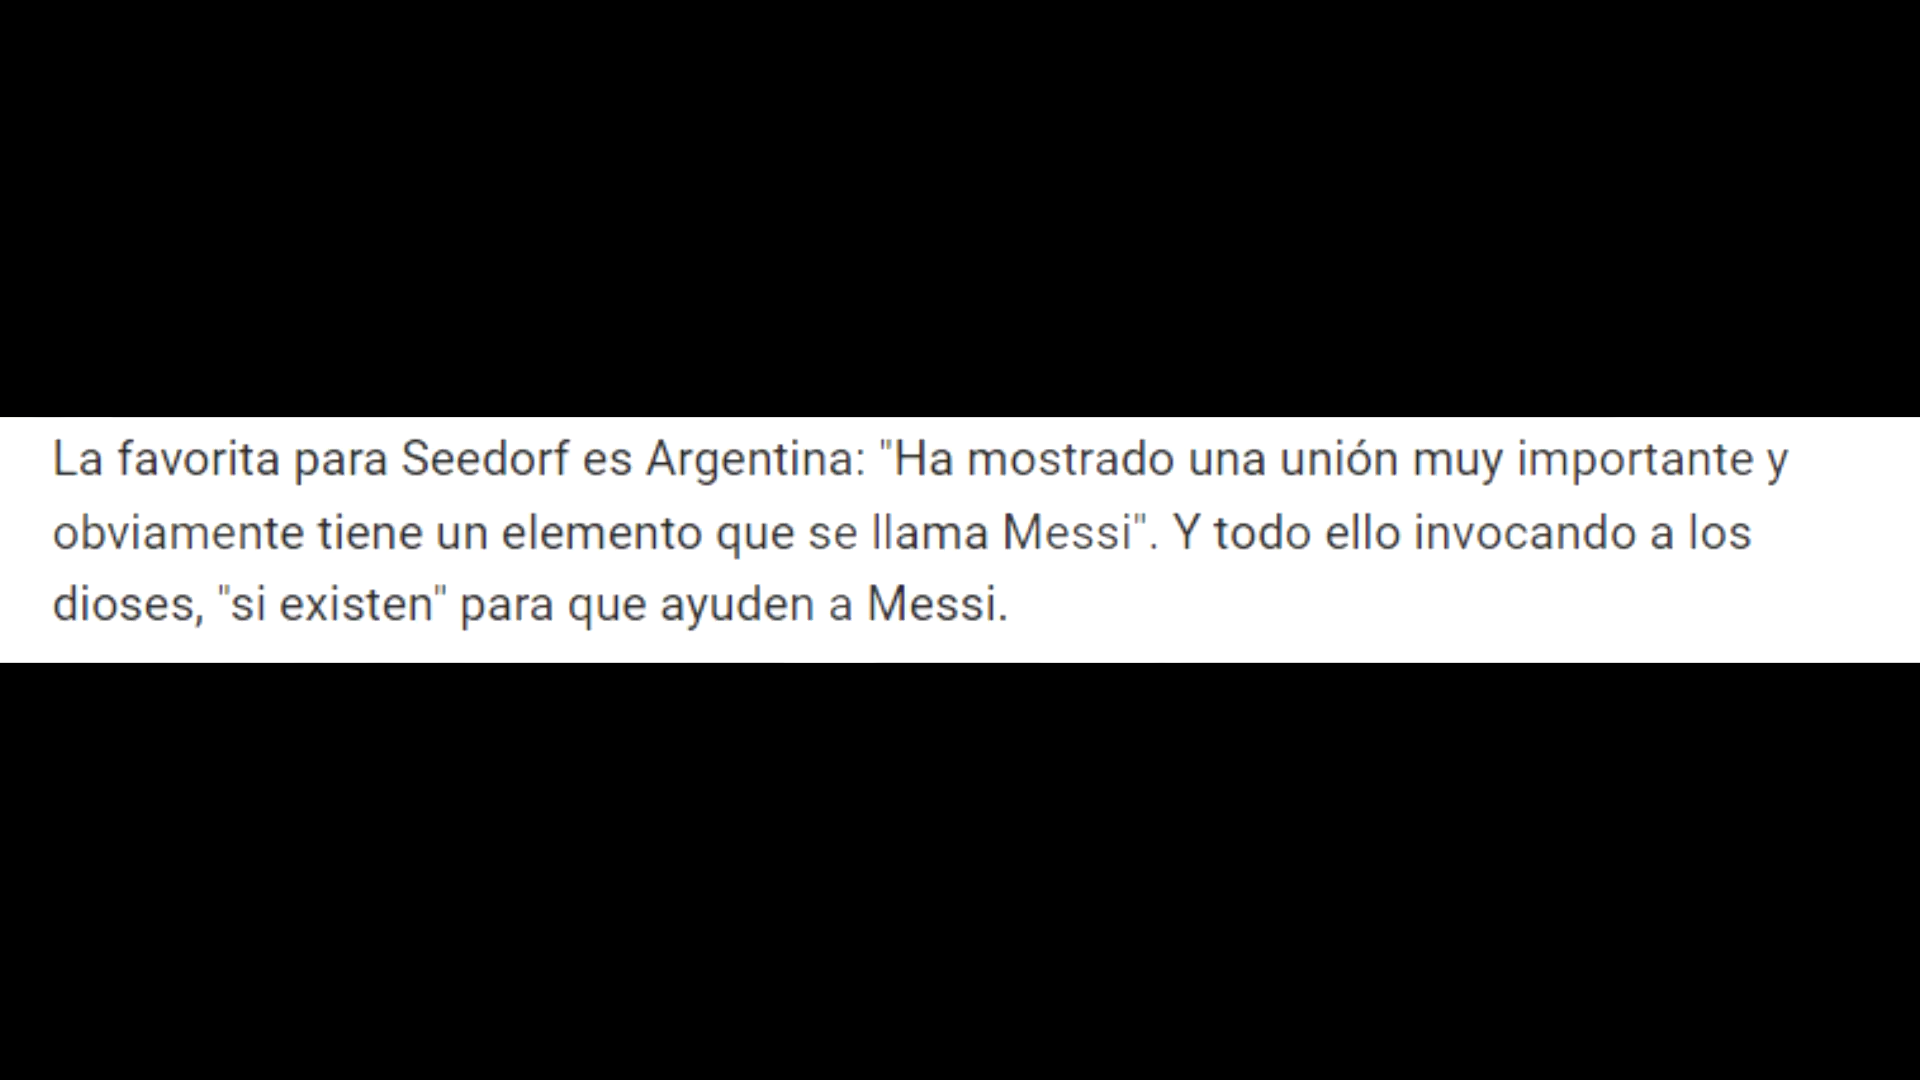 La favorita para Seedorf es Argentina: "Ha mostrado una unión muy importante y
obviamente tiene un elemento que se llama Messi". Y todo ello invocando a los
dioses, "si existen" para que ayuden a Messi.